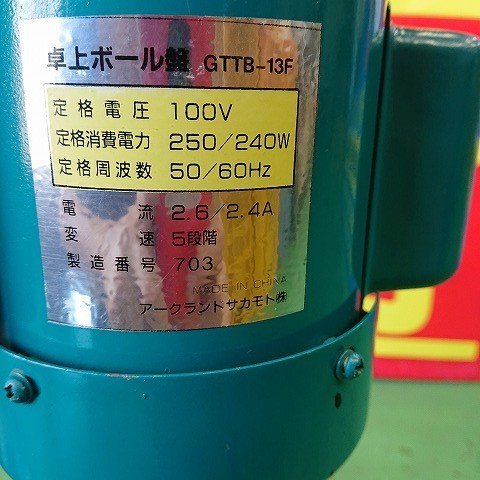 卓上ボール盤 GTTB-13F
定格電圧 100V
定格消費電力 250/240W
定格周波数 50/60Hz
電流 2.6/2.4A
変速 5段階
製造番号 703
MADE IN CHINA
アークランドサカモト㈱